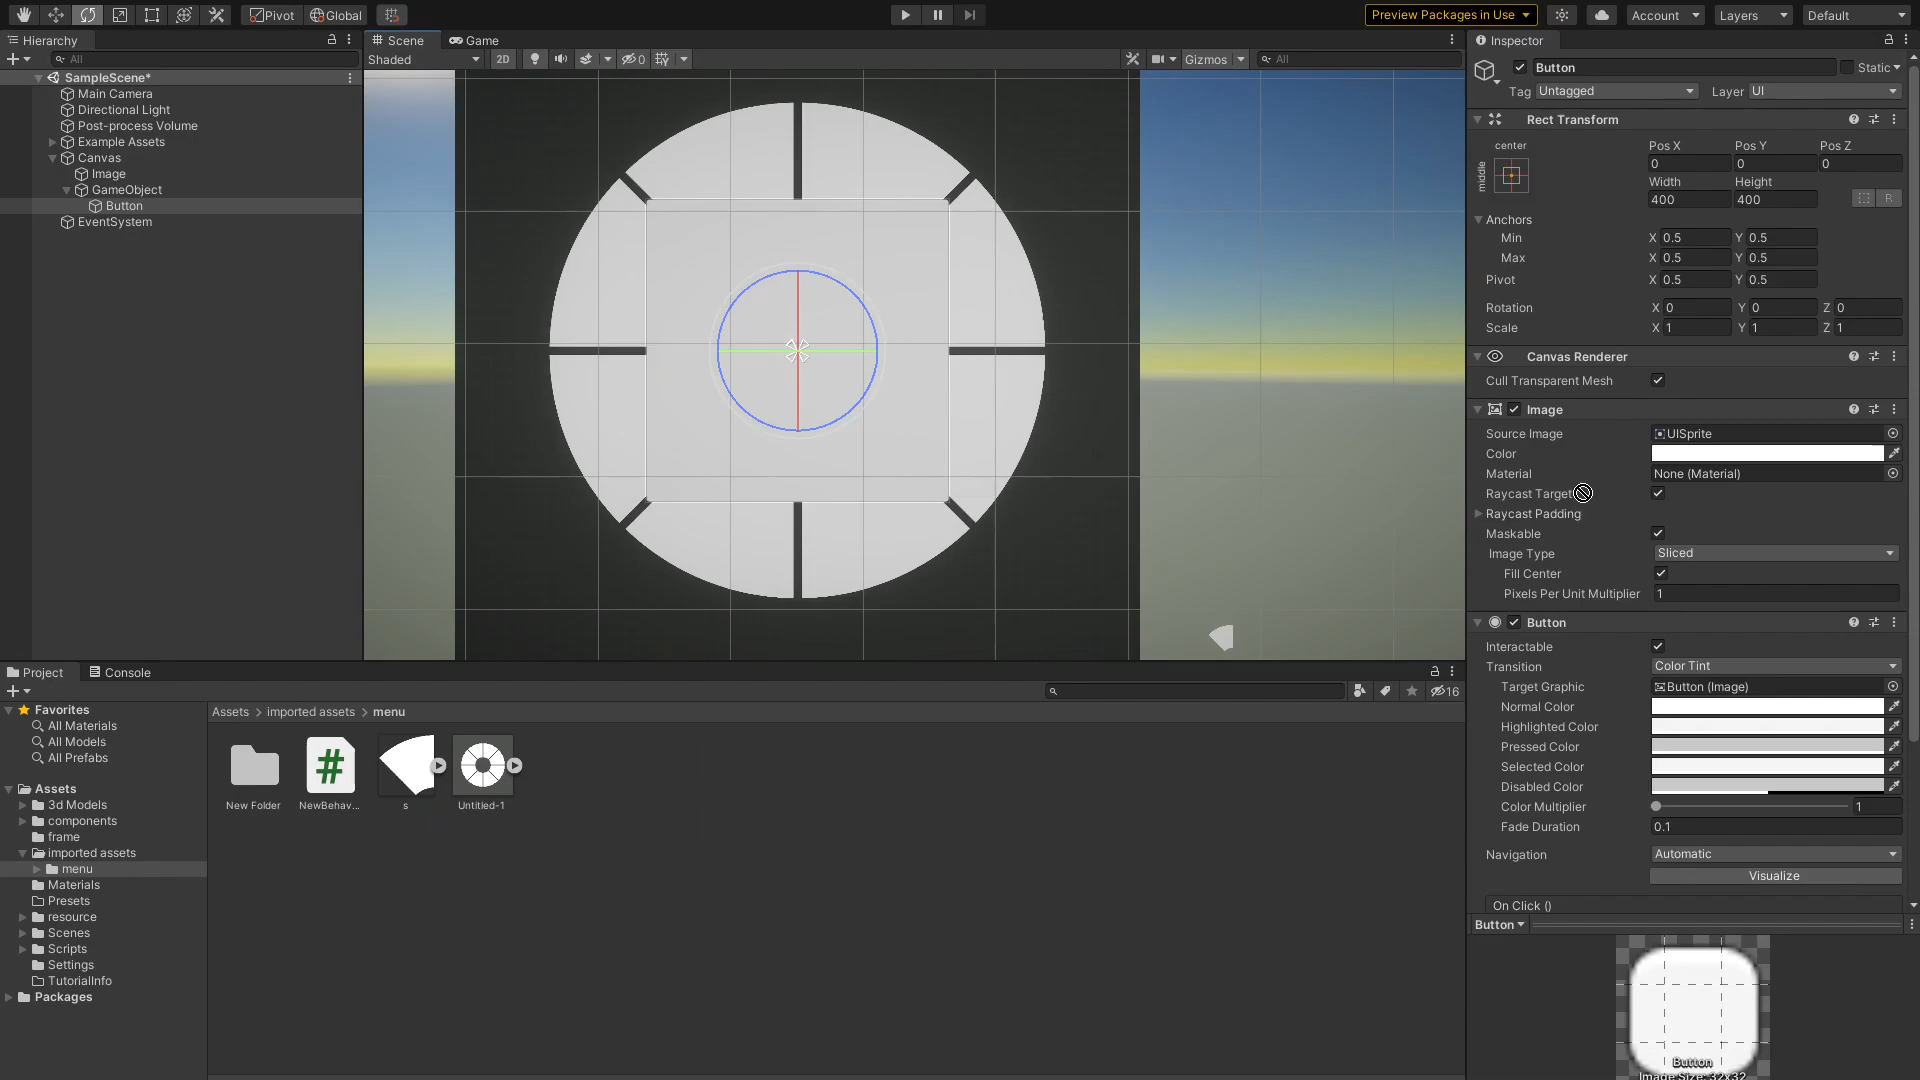 Pivot Global Preview Packages in Use Account Layers Default
Hierarchy
All
SampleScene*
Main Camera
Directional Light
Post-process Volume
Example Assets
Canvas
Image
GameObject
Button
EventSystem
Scene Game
Shaded 2D 0 Gizmos All
Inspector
Button Static
Tag Untagged Layer UI
Rect Transform
center
middle
Pos X Pos Y Pos Z
0 0 0
Width Height
400 400 R
Anchors
Min X 0.5 Y 0.5
Max X 0.5 Y 0.5
Pivot X 0.5 Y 0.5
Rotation X 0 Y 0 Z 0
Scale X 1 Y 1 Z 1
Canvas Renderer
Cull Transparent Mesh
Image
Source Image UISprite
Color
Material None (Material)
Raycast Target
Raycast Padding
Maskable
Image Type Sliced
Fill Center
Pixels Per Unit Multiplier 1
Button
Interactable
Transition Color Tint
Target Graphic Button (Image)
Normal Color
Highlighted Color
Pressed Color
Selected Color
Disabled Color
Color Multiplier 1
Fade Duration 0.1
Navigation Automatic
Visualize
On Click ()
Button
Button
Image Size: 32x32
Project Console
16
Favorites
All Materials
All Models
All Prefabs
Assets
3d Models
components
frame
imported assets
menu
Materials
Presets
resource
Scenes
Scripts
Settings
TutorialInfo
Packages
Assets > imported assets > menu
New Folder NewBehav... s Untitled-1